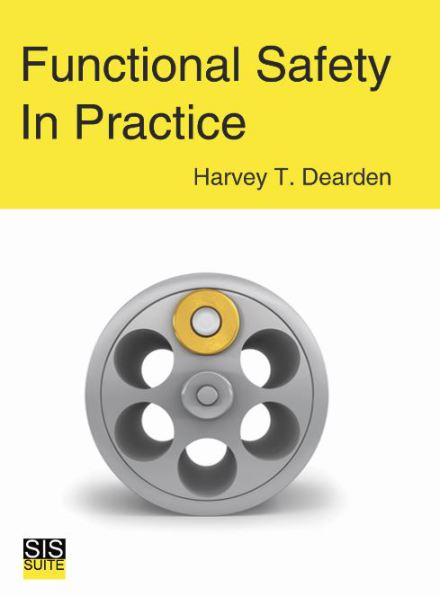 Functional Safety
In Practice
Harvey T. Dearden
SIS
SUITE